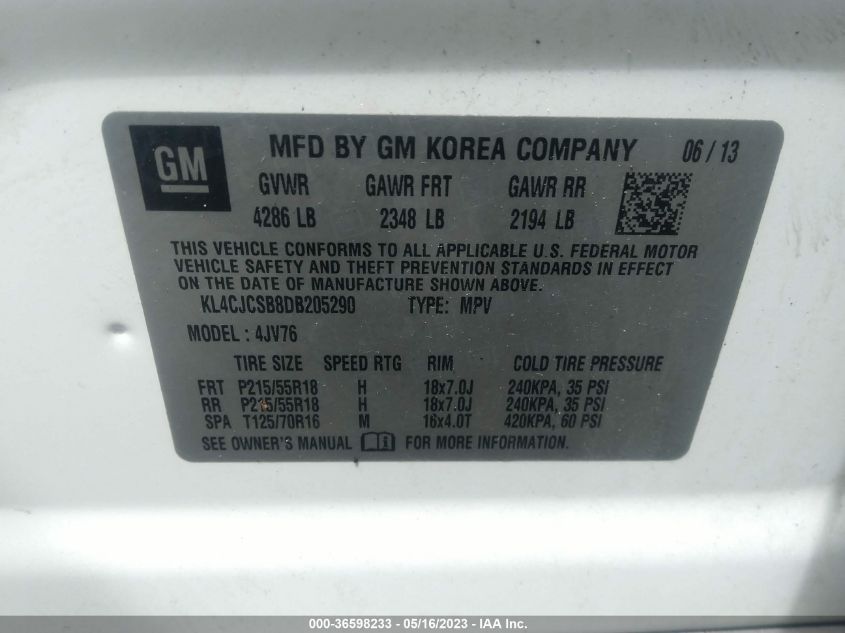 GM
MFD BY GM KOREA COMPANY 06 / 13
GVWR GAWR FRT GAWR RR
4286 LB 2348 LB 2194 LB
THIS VEHICLE CONFORMS TO ALL APPLICABLE U.S. FEDERAL MOTOR
VEHICLE SAFETY AND THEFT PREVENTION STANDARDS IN EFFECT
ON THE DATE OF MANUFACTURE SHOWN ABOVE.
KL4CJCSB8DB205290 TYPE: MPV
MODEL : 4JV76
TIRE SIZE SPEED RTG RIM COLD TIRE PRESSURE
FRT P215/55R18 H 18x7.0J 240KPA, 35 PSI
RR P215/55R18 H 18x7.0J 240KPA, 35 PSI
SPA T125/70R16 M 16x4.0T 420KPA, 60 PSI
SEE OWNER'S MANUAL FOR MORE INFORMATION
000-36598233 - 05/16/2023 - IAA Inc.